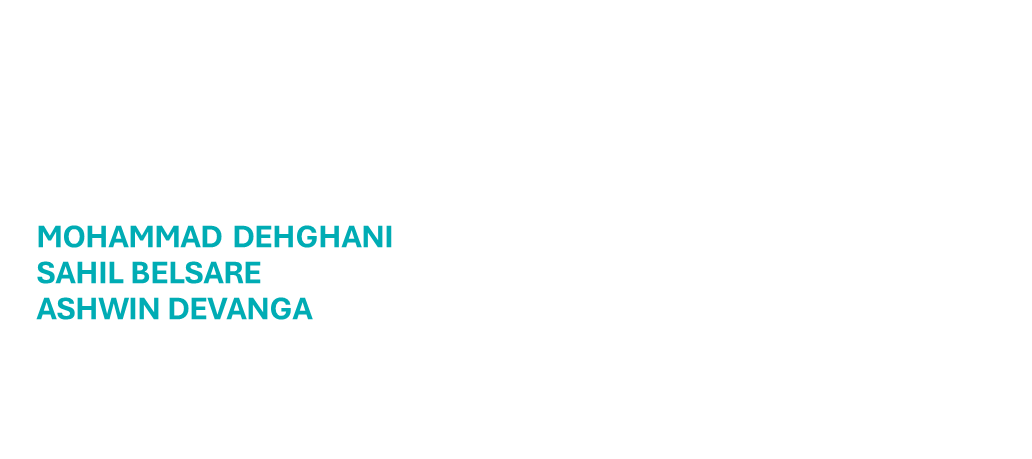 MOHAMMAD DEHGHANI
SAHIL BELSARE
ASHWIN DEVANGA